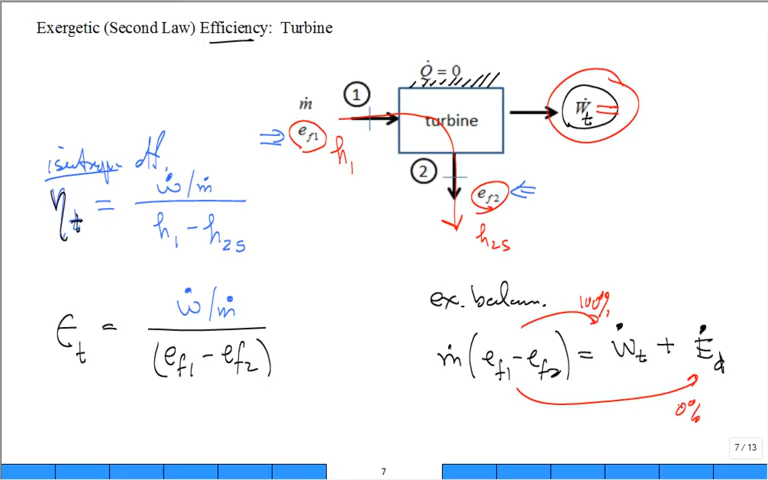 Exergetic (Second Law) Efficiency: Turbine
Q̇ = 0
1
ṁ
e_f1
h_1
turbine
Ẇ_t
2
e_f2
h_2s
eff.
η_t = ẇ/ṁ / h_1 - h_2s
ex. balan.
100%
ε_t = ẇ/ṁ / (e_f1 - e_f2)
ṁ(e_f1 - e_f2) = Ẇ_t + Ė_d
0%
7 / 13
7